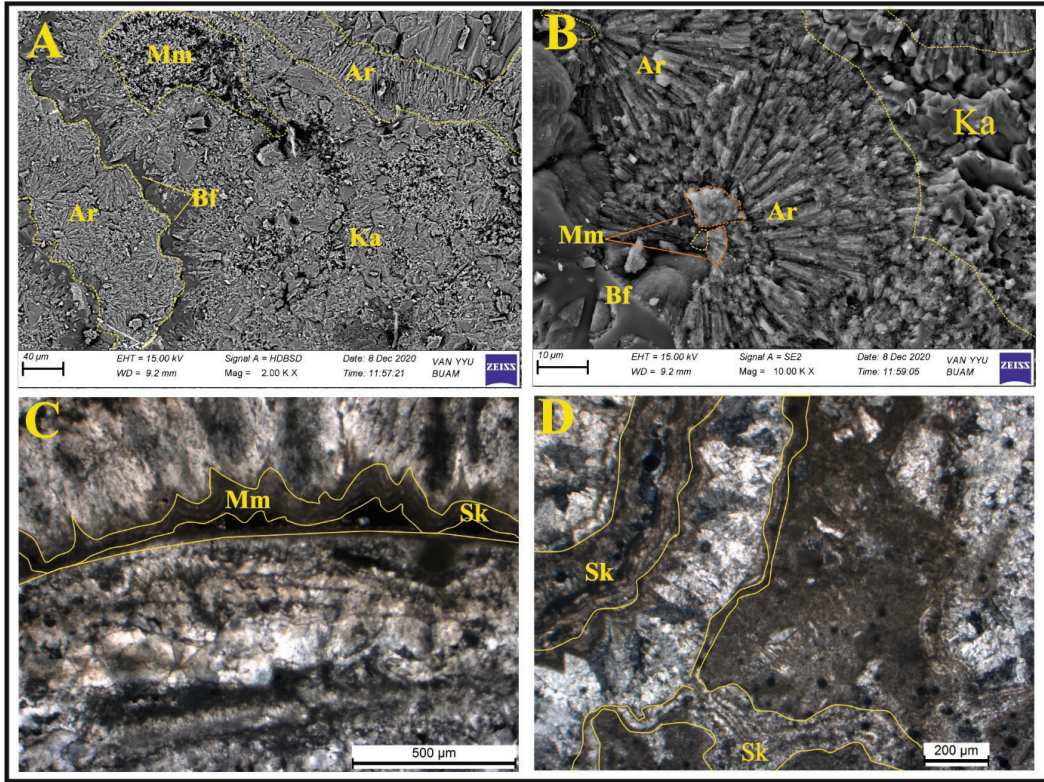 A
Mm
Ar
Bf
Ar
Ka
40 µm
EHT = 15.00 kV
Signal A = HDBSD
Date: 8 Dec 2020
VAN YYU
WD = 9.2 mm
Mag = 2.00 K X
Time: 11:57:21
BUAM
ZEISS
B
Ar
Ka
Mm
Ar
Bf
10 µm
EHT = 15.00 kV
Signal A = SE2
Date: 8 Dec 2020
VAN YYU
WD = 9.2 mm
Mag = 10.00 K X
Time: 11:59:05
BUAM
ZEISS
C
Mm
Sk
500 µm
D
Sk
Sk
200 µm